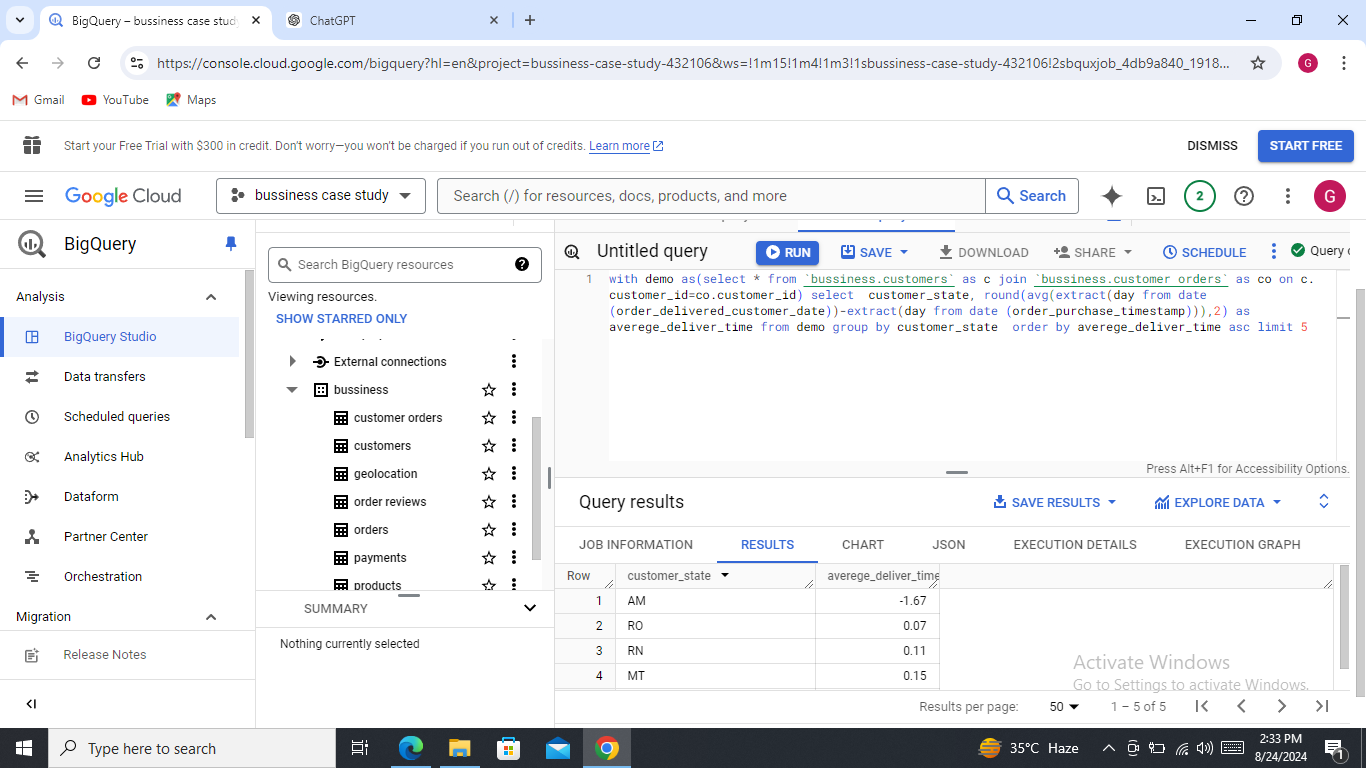 BigQuery – bussiness case stud
ChatGPT
https://console.cloud.google.com/bigquery?hl=en&project=bussiness-case-study-432106&ws=!1m15!1m4!1m3!1sbussiness-case-study-432106!2sbquxjob_4db9a840_1918...
G
Gmail
YouTube
Maps
Start your Free Trial with $300 in credit. Don't worry—you won't be charged if you run out of credits. Learn more
DISMISS
START FREE
Google Cloud
bussiness case study
Search (/) for resources, docs, products, and more
Search
2
G
BigQuery
Analysis
BigQuery Studio
Data transfers
Scheduled queries
Analytics Hub
Dataform
Partner Center
Orchestration
Migration
Release Notes
Search BigQuery resources
Viewing resources.
SHOW STARRED ONLY
External connections
bussiness
customer orders
customers
geolocation
order reviews
orders
payments
products
SUMMARY
Nothing currently selected
Untitled query
RUN
SAVE
DOWNLOAD
SHARE
SCHEDULE
Query c
1 with demo as(select * from `bussiness.customers` as c join `bussiness.customer orders` as co on c.
customer_id=co.customer_id) select  customer_state, round(avg(extract(day from date
(order_delivered_customer_date))-extract(day from date (order_purchase_timestamp))),2) as
averege_deliver_time from demo group by customer_state  order by averege_deliver_time asc limit 5
Press Alt+F1 for Accessibility Options.
Query results
SAVE RESULTS
EXPLORE DATA
JOB INFORMATION
RESULTS
CHART
JSON
EXECUTION DETAILS
EXECUTION GRAPH
Row customer_state averege_deliver_time
1 AM -1.67
2 RO 0.07
3 RN 0.11
4 MT 0.15
Activate Windows
Go to Settings to activate Windows.
Results per page: 50 1 – 5 of 5
Type here to search
35°C Haze
2:33 PM
8/24/2024
1